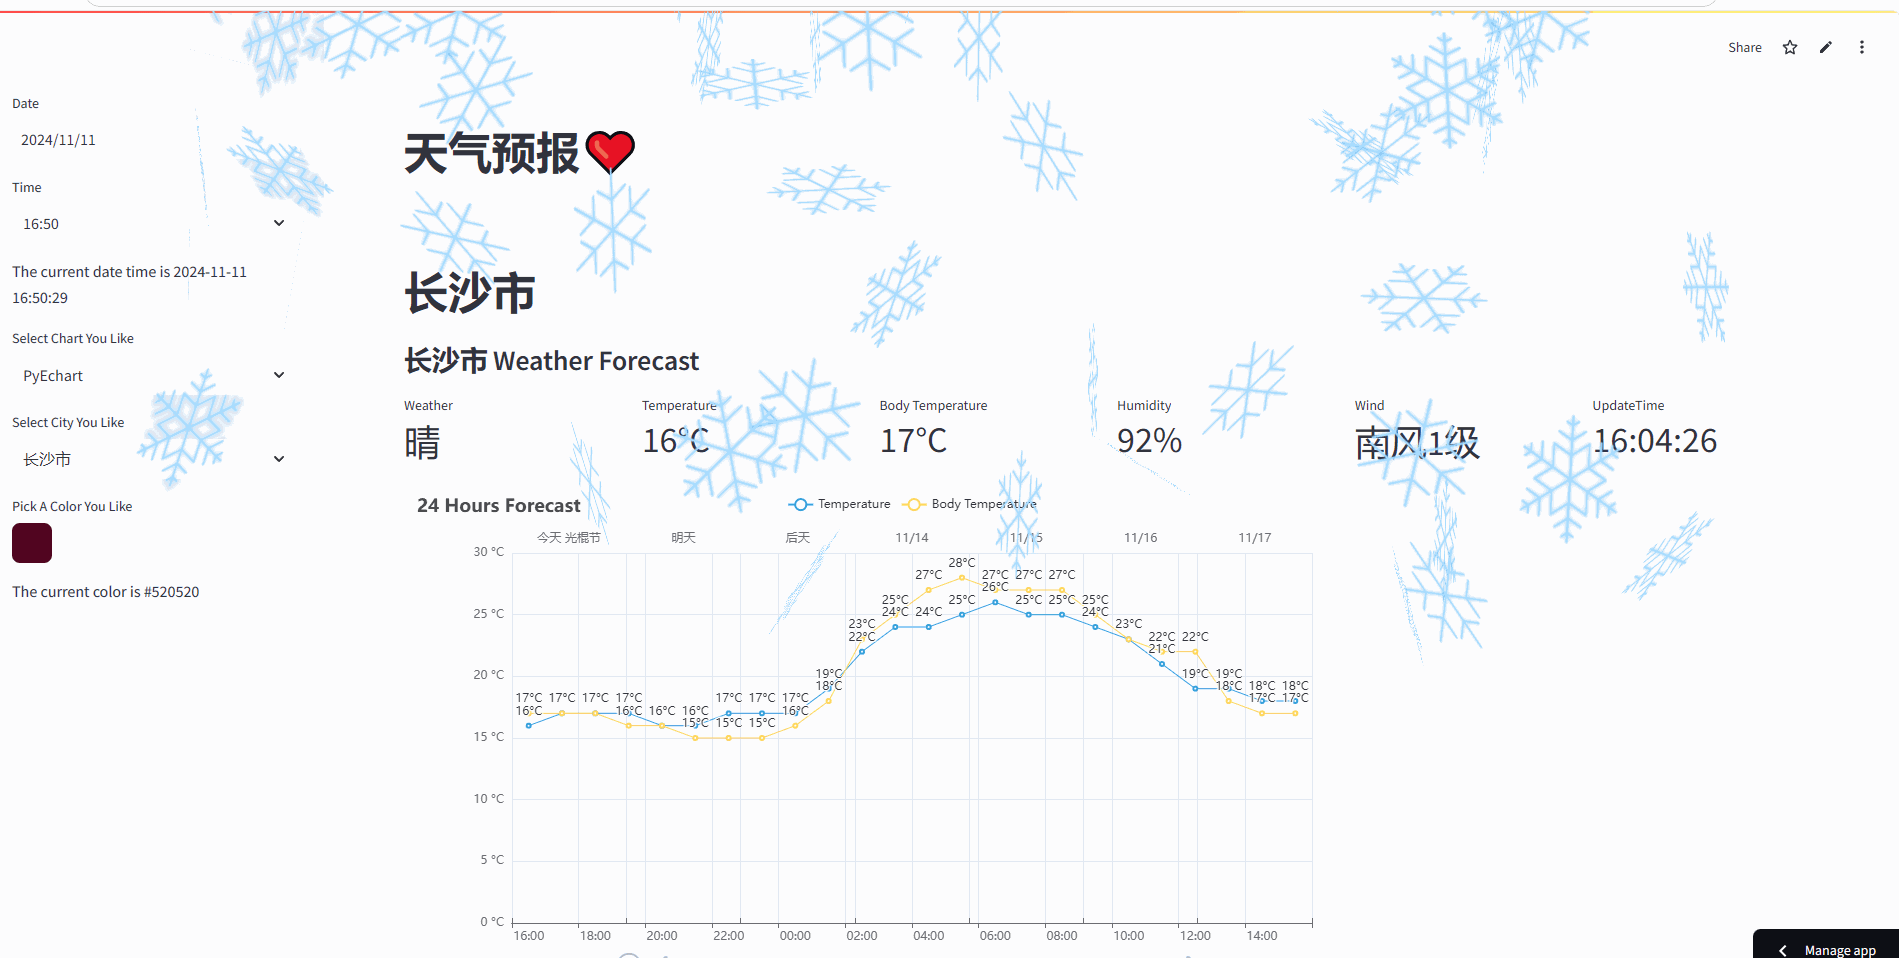 Share
Date
2024/11/11
Time
16:50
The current date time is 2024-11-11
16:50:29
Select Chart You Like
PyEchart
Select City You Like
长沙市
Pick A Color You Like
The current color is #520520
天气预报❤️
长沙市
长沙市 Weather Forecast
Weather Temperature Body Temperature Humidity Wind UpdateTime
晴 16°C 17°C 92% 南风1级 16:04:26
24 Hours Forecast
Temperature Body Temperature
今天 光棍节 明天 后天 11/14 11/15 11/16 11/17
30 °C
28°C
27°C 27°C 27°C 27°C
26°C
25°C 25°C 25°C 25°C 25°C
25 °C
24°C 24°C 24°C
23°C 23°C
22°C 22°C 22°C
21°C
20 °C
19°C 19°C 19°C
18°C 18°C 18°C 18°C
17°C 17°C 17°C 17°C 17°C 17°C 17°C 17°C 17°C
16°C 16°C 16°C 16°C 16°C
15°C 15°C 15°C
15 °C
10 °C
5 °C
0 °C
16:00 18:00 20:00 22:00 00:00 02:00 04:00 06:00 08:00 10:00 12:00 14:00
Manage app